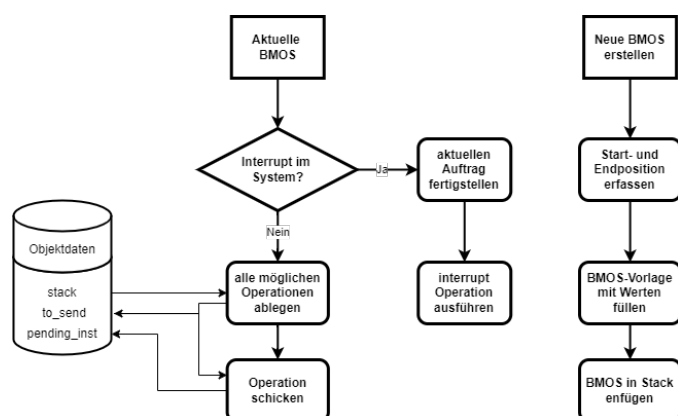 Aktuelle
BMOS
Neue BMOS
erstellen
Interrupt im
System?
Ja
aktuellen
Auftrag
fertigstellen
Start- und
Endposition
erfassen
Nein
Objektdaten
stack
to_send
pending_inst
alle möglichen
Operationen
ablegen
interrupt
Operation
ausführen
BMOS-Vorlage
mit Werten
füllen
Operation
schicken
BMOS in Stack
enfügen